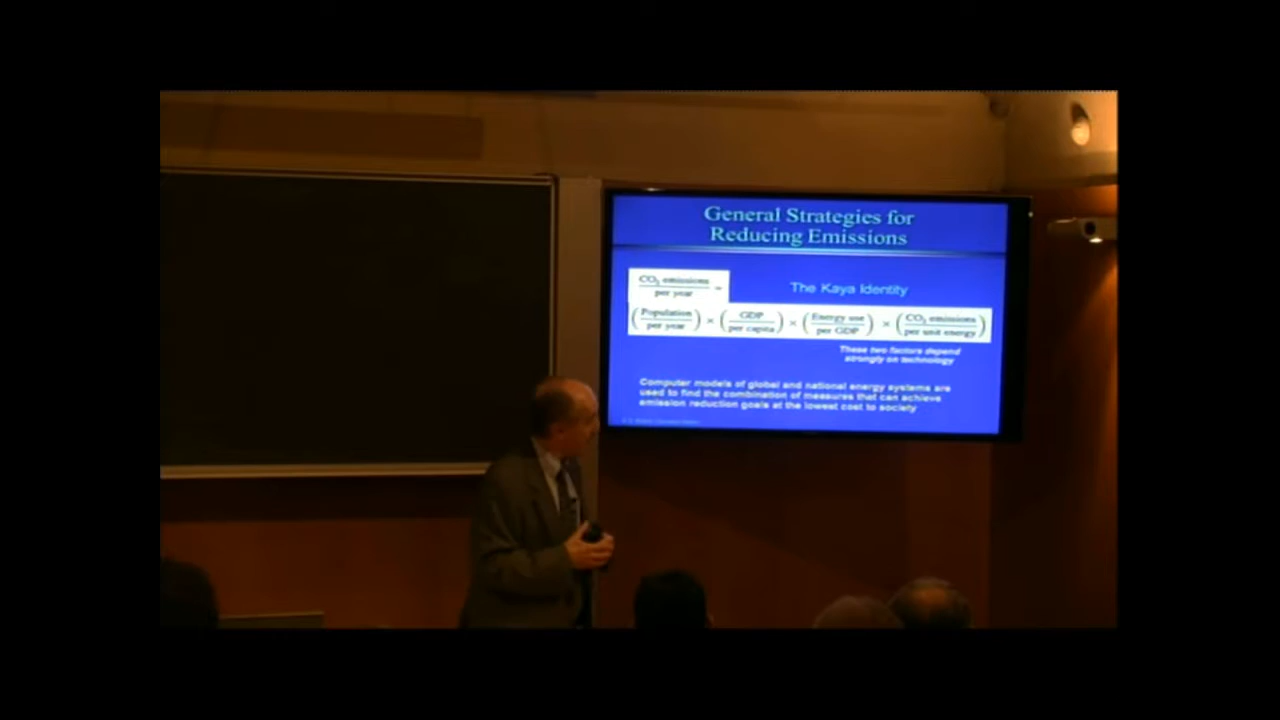 General Strategies for
Reducing Emissions
CO₂ emissions
per year
=
The Kaya Identity
(Population / per year) × (GDP / per capita) × (Energy use / per GDP) × (CO₂ emissions / per unit energy)
These two factors depend
strongly on technology
Computer models of global and national energy systems are
used to find the combination of measures that can achieve
emission reduction goals at the lowest cost to society